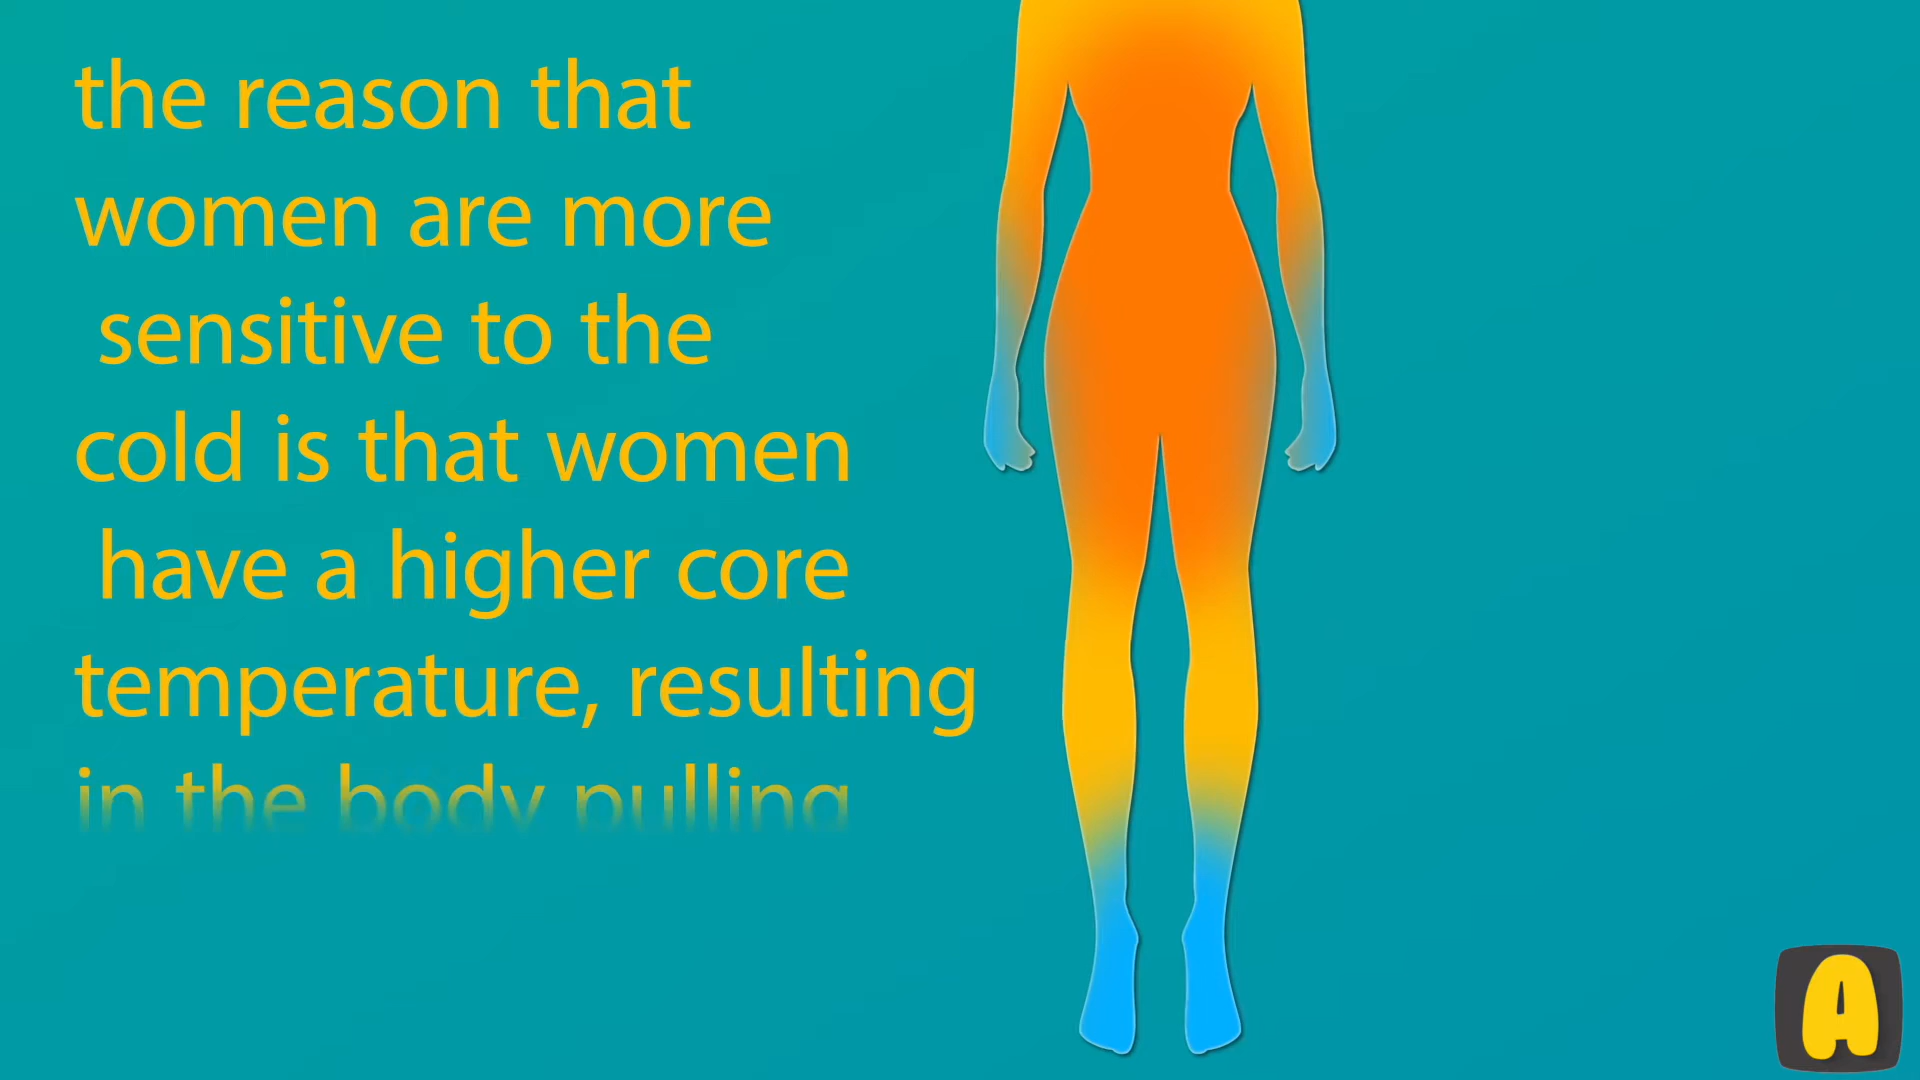 the reason that
women are more
sensitive to the
cold is that women
have a higher core
temperature, resulting
in the body pulling
A